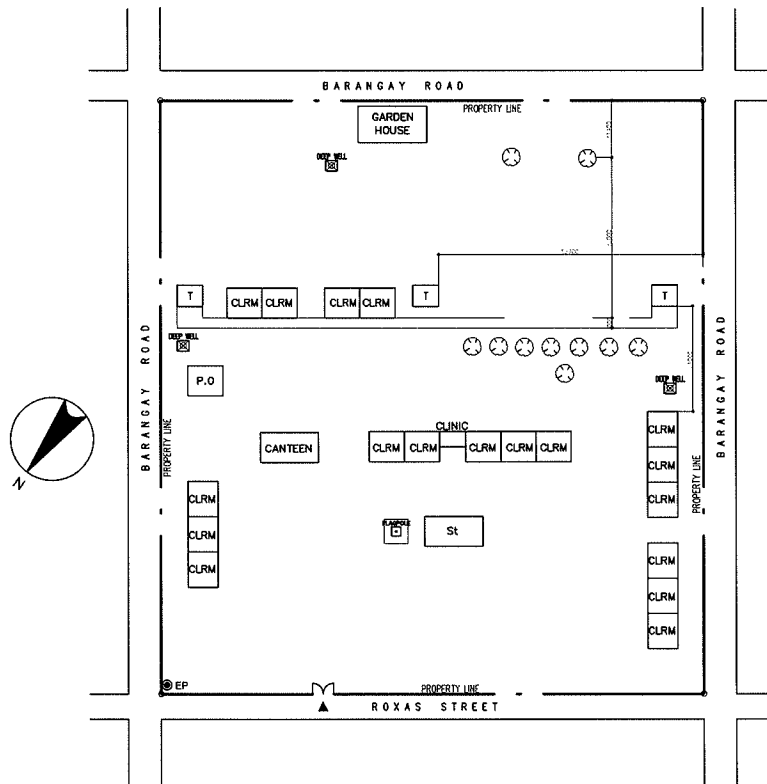 BARANGAY ROAD
PROPERTY LINE
GARDEN
HOUSE
DEEP WELL
T
CLRM CLRM
CLRM CLRM
T
T
DEEP WELL
P.O
DEEP WELL
BARANGAY ROAD
PROPERTY LINE
BARANGAY ROAD
PROPERTY LINE
N
CANTEEN
CLINIC
CLRM CLRM
CLRM CLRM CLRM
CLRM
CLRM
CLRM
CLRM
CLRM
CLRM
FLAGPOLE
St
CLRM
CLRM
CLRM
EP
PROPERTY LINE
ROXAS STREET